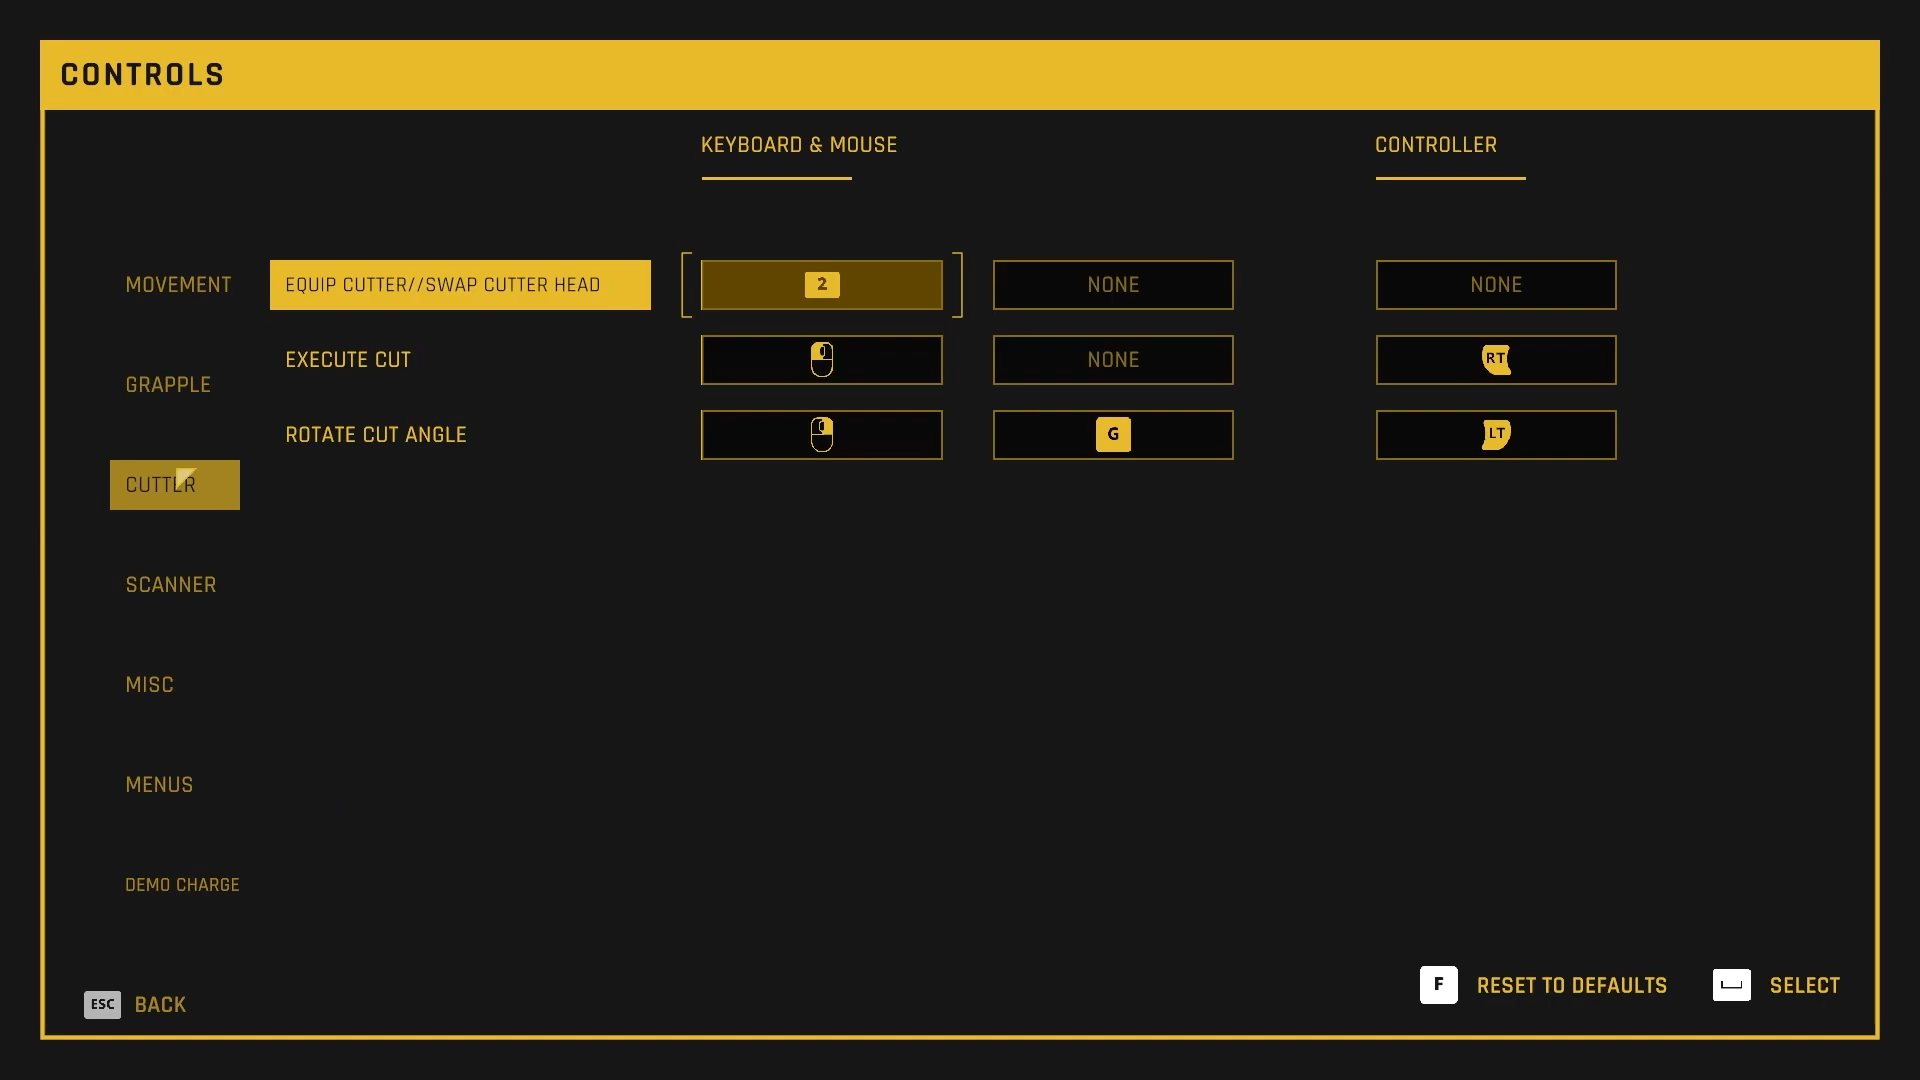 CONTROLS
KEYBOARD & MOUSE CONTROLLER
MOVEMENT EQUIP CUTTER//SWAP CUTTER HEAD 2 NONE NONE
EXECUTE CUT NONE RT
GRAPPLE
ROTATE CUT ANGLE G LT
CUTTER
SCANNER
MISC
MENUS
DEMO CHARGE
F RESET TO DEFAULTS SELECT
ESC BACK